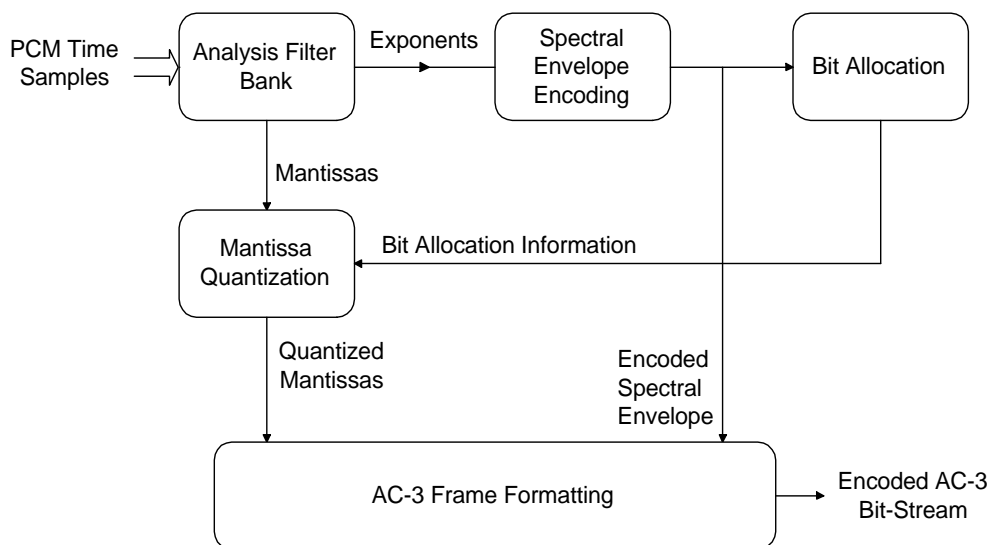 PCM Time
Samples
Analysis Filter
Bank
Exponents
Spectral
Envelope
Encoding
Bit Allocation
Mantissas
Mantissa
Quantization
Bit Allocation Information
Quantized
Mantissas
Encoded
Spectral
Envelope
AC-3 Frame Formatting
Encoded AC-3
Bit-Stream